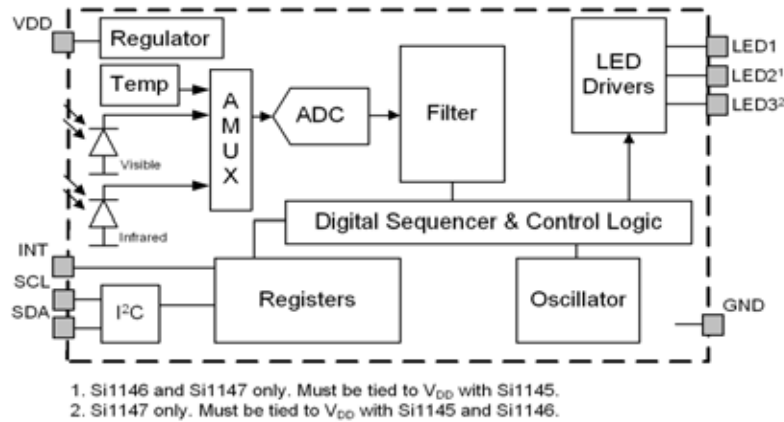 VDD
Regulator
LED Drivers
LED1
LED2¹
LED3²
Temp
AMUX
ADC
Filter
Visible
Infrared
Digital Sequencer & Control Logic
INT
SCL
SDA
I²C
Registers
Oscillator
GND
1. Si1146 and Si1147 only. Must be tied to VDD with Si1145.
2. Si1147 only. Must be tied to VDD with Si1145 and Si1146.